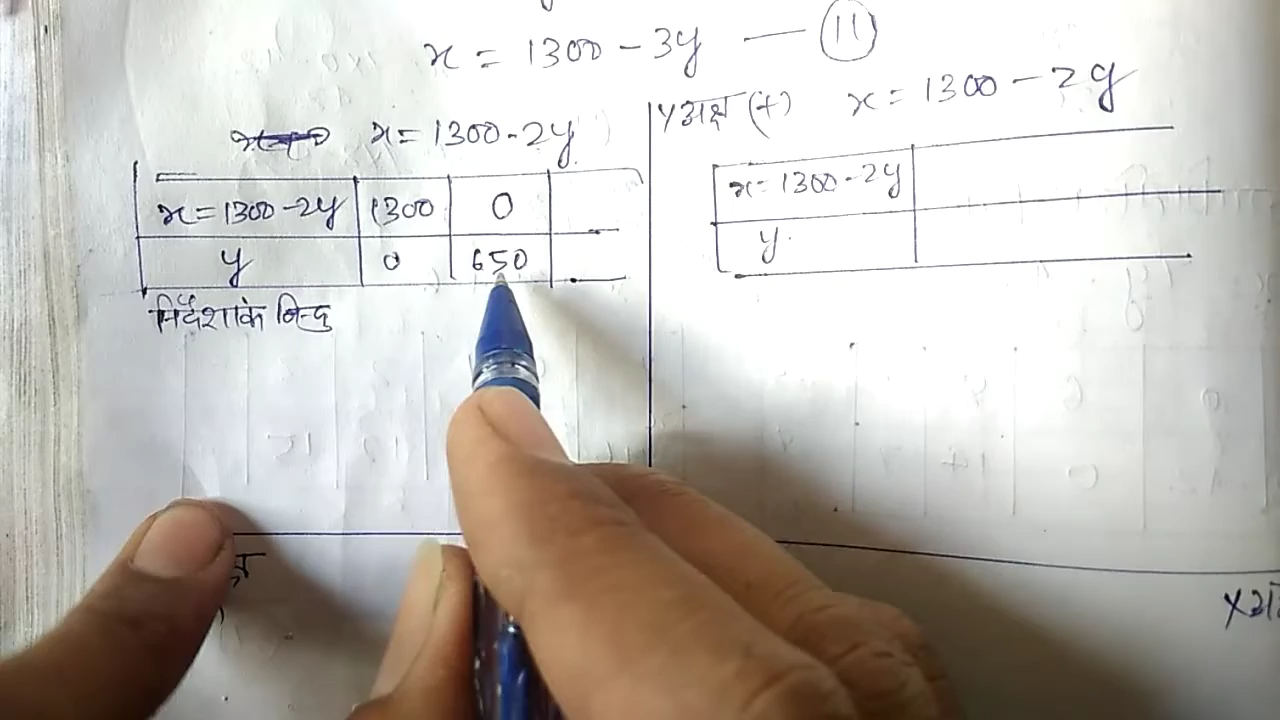 x = 1300 - 3y — 11
x = 1300 - 2y
x = 1300 - 2y 1300 0
y 0 650
निर्देशांक बिन्दु
Y अक्ष (+) x = 1300 - 2y
x = 1300 - 2y
y